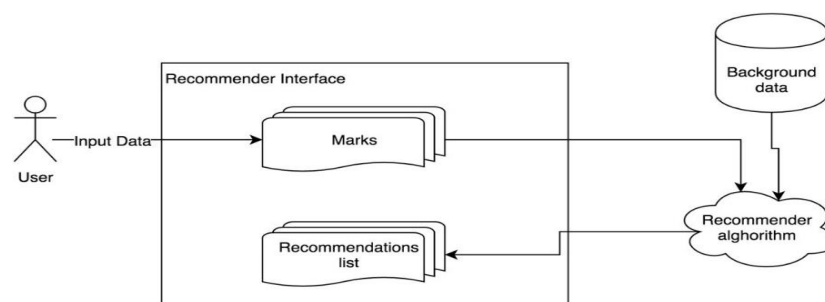 Recommender Interface
Background
data
Input Data
Marks
User
Recommendations
list
Recommender
alghorithm